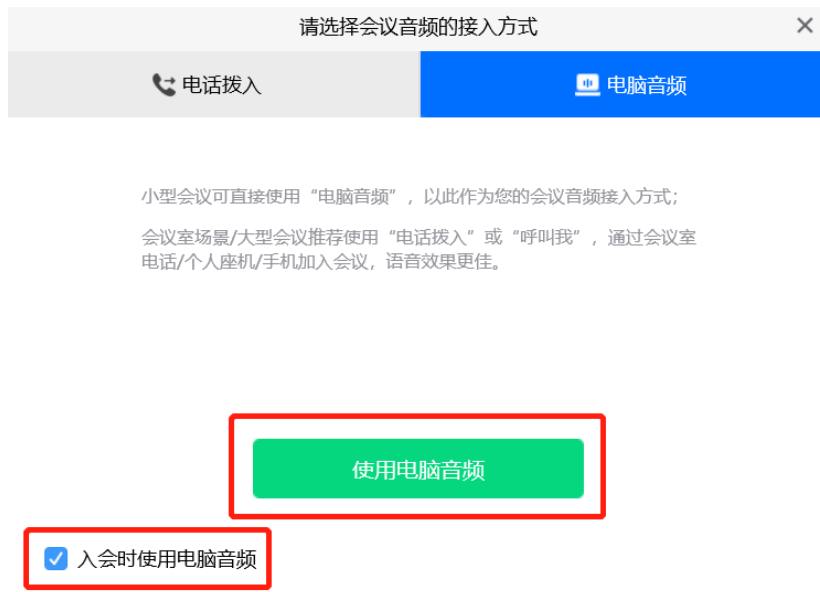 请选择会议音频的接入方式
电话拨入
电脑音频
小型会议可直接使用“电脑音频”，以此作为您的会议音频接入方式；
会议室场景/大型会议推荐使用“电话拨入”或“呼叫我”，通过会议室
电话/个人座机/手机加入会议，语音效果更佳。
使用电脑音频
入会时使用电脑音频